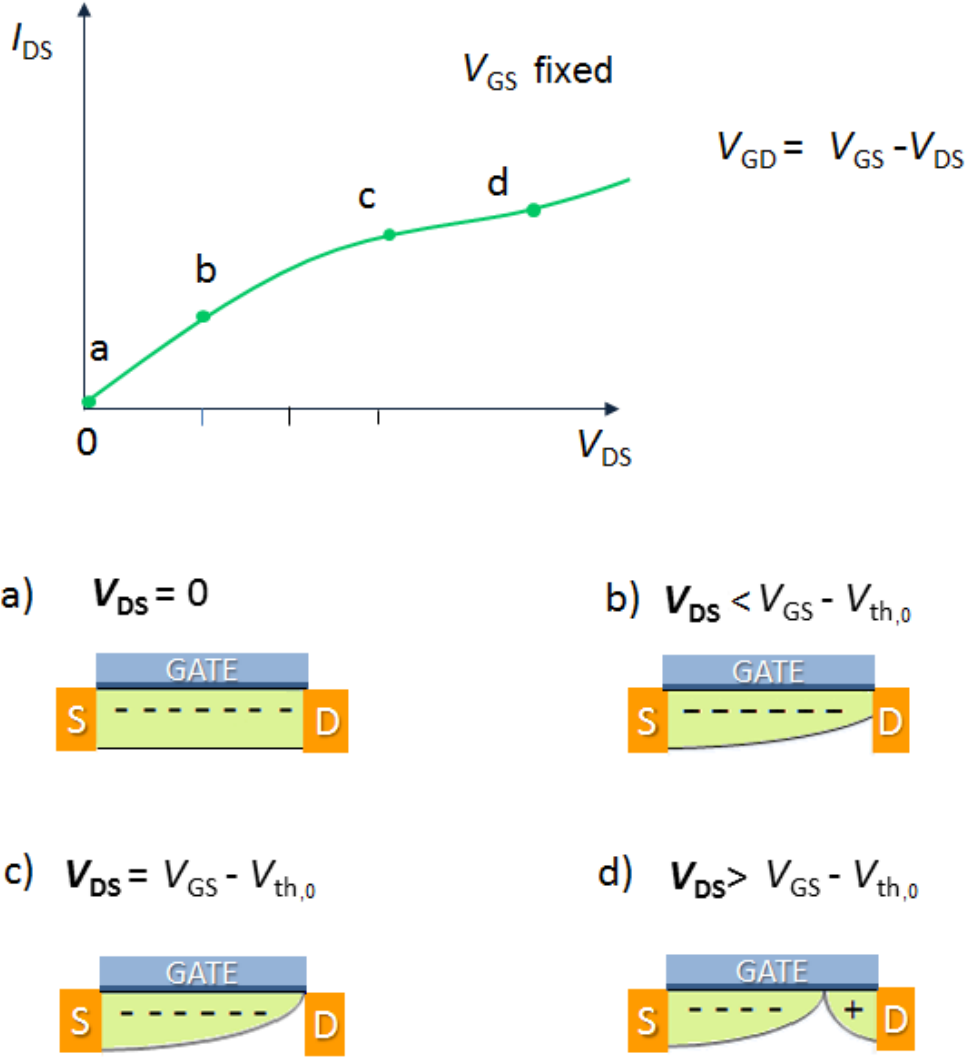 I_DS
V_GS fixed
V_GD = V_GS -V_DS
c
d
b
a
0
V_DS
a) V_DS = 0
b) V_DS < V_GS - V_th,0
GATE
GATE
S - - - - - - - D
S - - - - - - D
c) V_DS = V_GS - V_th,0
d) V_DS> V_GS - V_th,0
GATE
GATE
S - - - - - - D
S - - - - + D